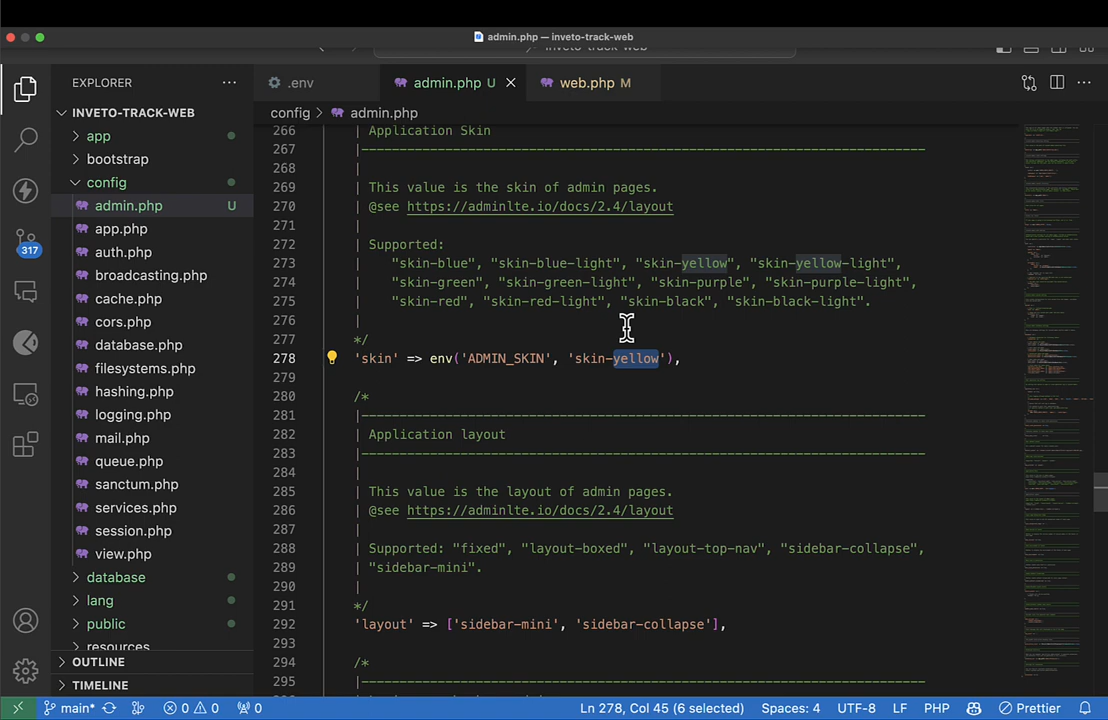 admin.php — inveto-track-web
inveto-track-web
EXPLORER
.env
admin.php U
web.php M
INVETO-TRACK-WEB
config > admin.php
app
bootstrap
config
admin.php U
app.php
auth.php
broadcasting.php
cache.php
cors.php
database.php
filesystems.php
hashing.php
logging.php
mail.php
queue.php
sanctum.php
services.php
session.php
view.php
database
lang
public
resources
OUTLINE
TIMELINE
317
266 | Application Skin
267 |--------------------------------------------------------------------------
268 |
269 | This value is the skin of admin pages.
270 | @see https://adminlte.io/docs/2.4/layout
271 |
272 | Supported:
273 | "skin-blue", "skin-blue-light", "skin-yellow", "skin-yellow-light",
274 | "skin-green", "skin-green-light", "skin-purple", "skin-purple-light",
275 | "skin-red", "skin-red-light", "skin-black", "skin-black-light".
276 |
277 */
278 'skin' => env('ADMIN_SKIN', 'skin-yellow'),
279
280 /*
281 |--------------------------------------------------------------------------
282 | Application layout
283 |--------------------------------------------------------------------------
284 |
285 | This value is the layout of admin pages.
286 | @see https://adminlte.io/docs/2.4/layout
287 |
288 | Supported: "fixed", "layout-boxed", "layout-top-nav", "sidebar-collapse",
289 | "sidebar-mini".
290 |
291 */
292 'layout' => ['sidebar-mini', 'sidebar-collapse'],
293
294 /*
295 |--------------------------------------------------------------------------
main* 0 0 0 Ln 278, Col 45 (6 selected) Spaces: 4 UTF-8 LF PHP Prettier